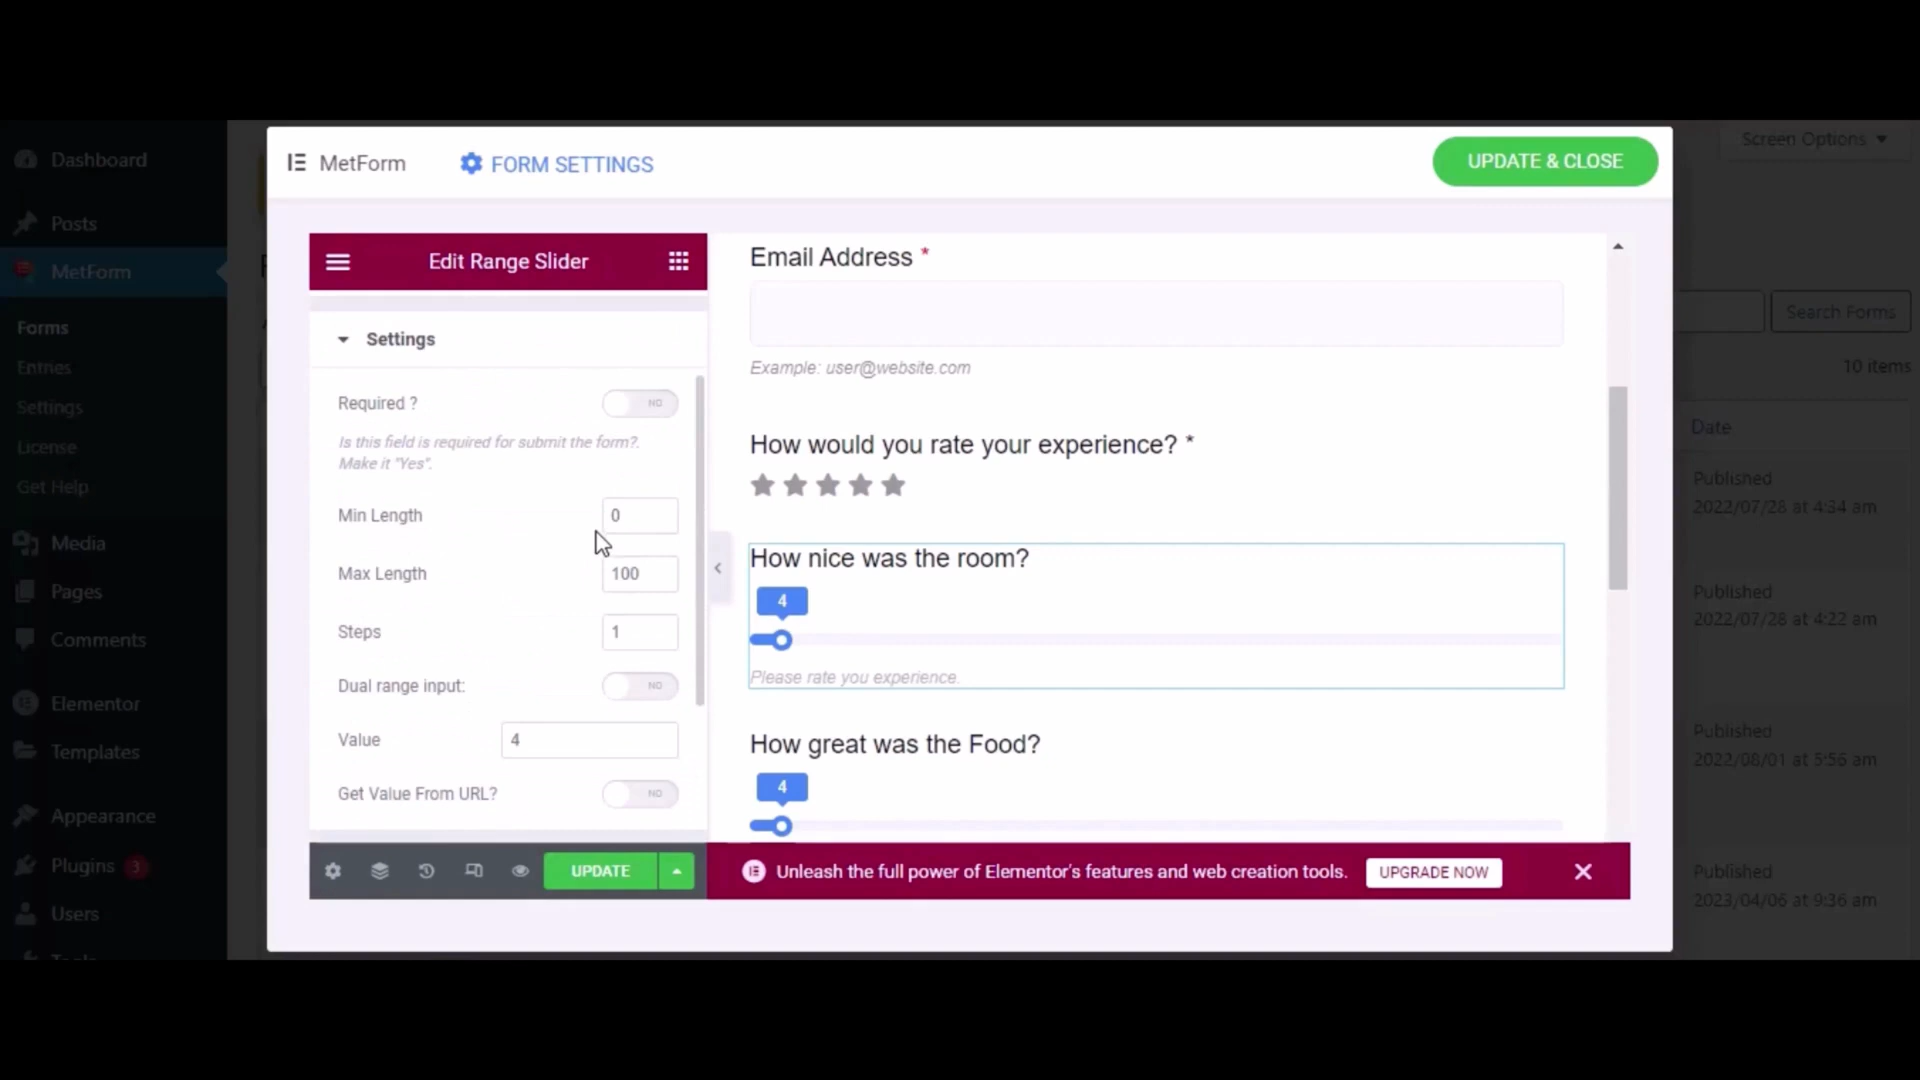 Dashboard
Posts
MetForm
Forms
Entries
Settings
License
Get Help
Media
Pages
Comments
Elementor
Templates
Appearance
Plugins 3
Users
MetForm
FORM SETTINGS
UPDATE & CLOSE
Screen Options
Search Forms
10 items
Date
Published
2022/07/28 at 4:34 am
Published
2022/07/28 at 4:22 am
Published
2022/08/01 at 5:56 am
Published
2023/04/06 at 9:36 am
Edit Range Slider
Settings
Required ?
NO
Is this field is required for submit the form?.
Make it "Yes".
Min Length
0
Max Length
100
Steps
1
Dual range input:
NO
Value
4
Get Value From URL?
NO
UPDATE
Email Address *
Example: user@website.com
How would you rate your experience? *
How nice was the room?
4
Please rate you experience.
How great was the Food?
4
Unleash the full power of Elementor's features and web creation tools.
UPGRADE NOW